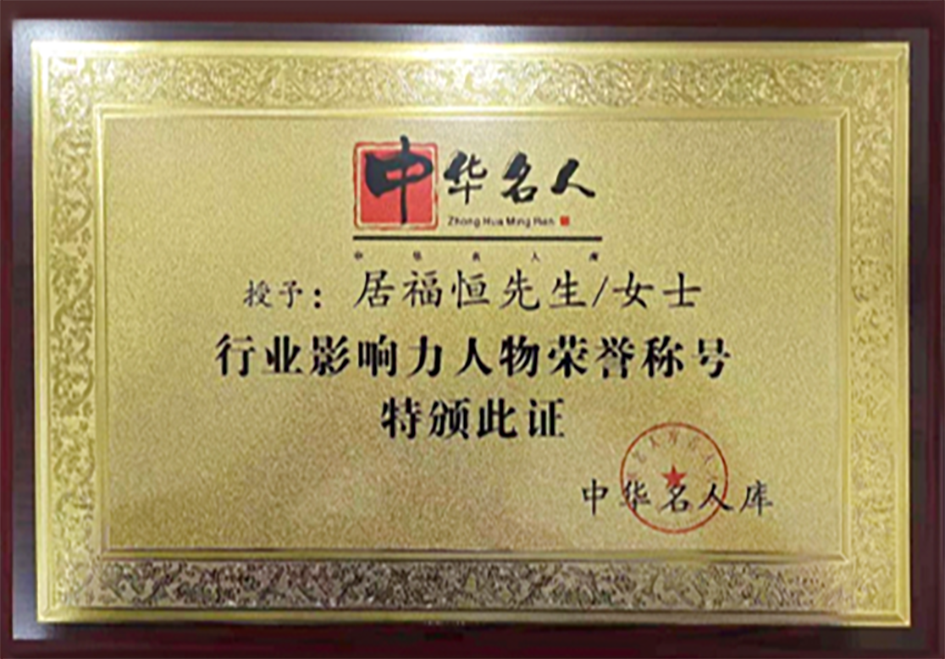 中华名人
Zhong Hua Ming Ren
中华名人库
授予：居福恒先生/女士
行业影响力人物荣誉称号
特颁此证
中华名人库